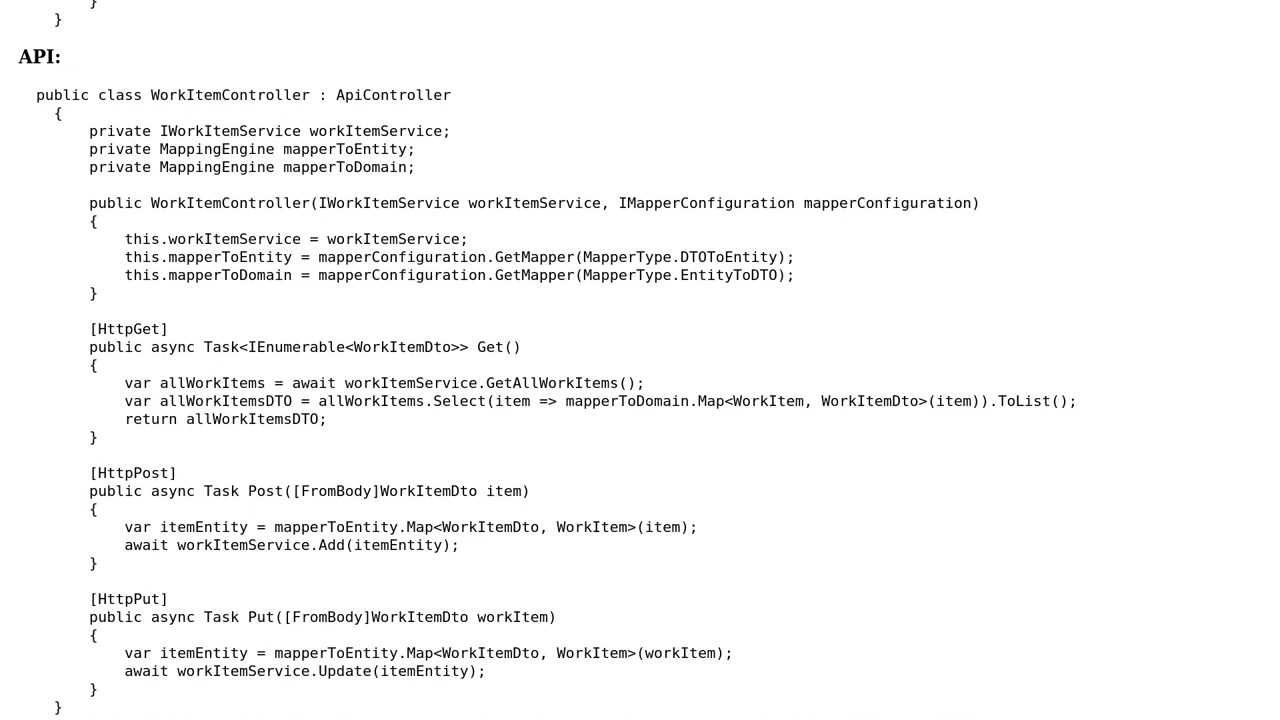 }
}
API:
public class WorkItemController : ApiController
{
private IWorkItemService workItemService;
private MappingEngine mapperToEntity;
private MappingEngine mapperToDomain;
public WorkItemController(IWorkItemService workItemService, IMapperConfiguration mapperConfiguration)
{
this.workItemService = workItemService;
this.mapperToEntity = mapperConfiguration.GetMapper(MapperType.DTOToEntity);
this.mapperToDomain = mapperConfiguration.GetMapper(MapperType.EntityToDTO);
}
[HttpGet]
public async Task<IEnumerable<WorkItemDto>> Get()
{
var allWorkItems = await workItemService.GetAllWorkItems();
var allWorkItemsDTO = allWorkItems.Select(item => mapperToDomain.Map<WorkItem, WorkItemDto>(item)).ToList();
return allWorkItemsDTO;
}
[HttpPost]
public async Task Post([FromBody]WorkItemDto item)
{
var itemEntity = mapperToEntity.Map<WorkItemDto, WorkItem>(item);
await workItemService.Add(itemEntity);
}
[HttpPut]
public async Task Put([FromBody]WorkItemDto workItem)
{
var itemEntity = mapperToEntity.Map<WorkItemDto, WorkItem>(workItem);
await workItemService.Update(itemEntity);
}
}